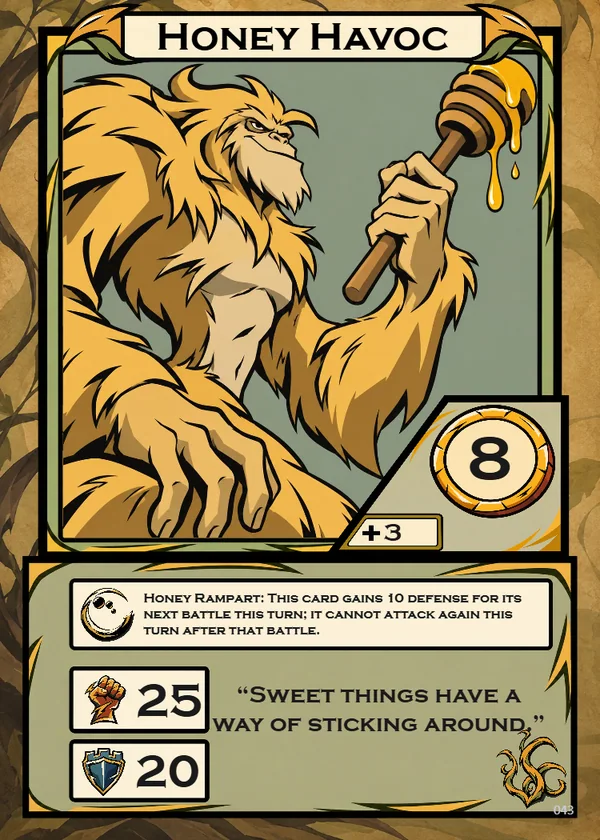 Honey Havoc
8
+3
Honey Rampart: This card gains 10 defense for its
next battle this turn; it cannot attack again this
turn after that battle.
25
“Sweet things have a
way of sticking around.”
20
043